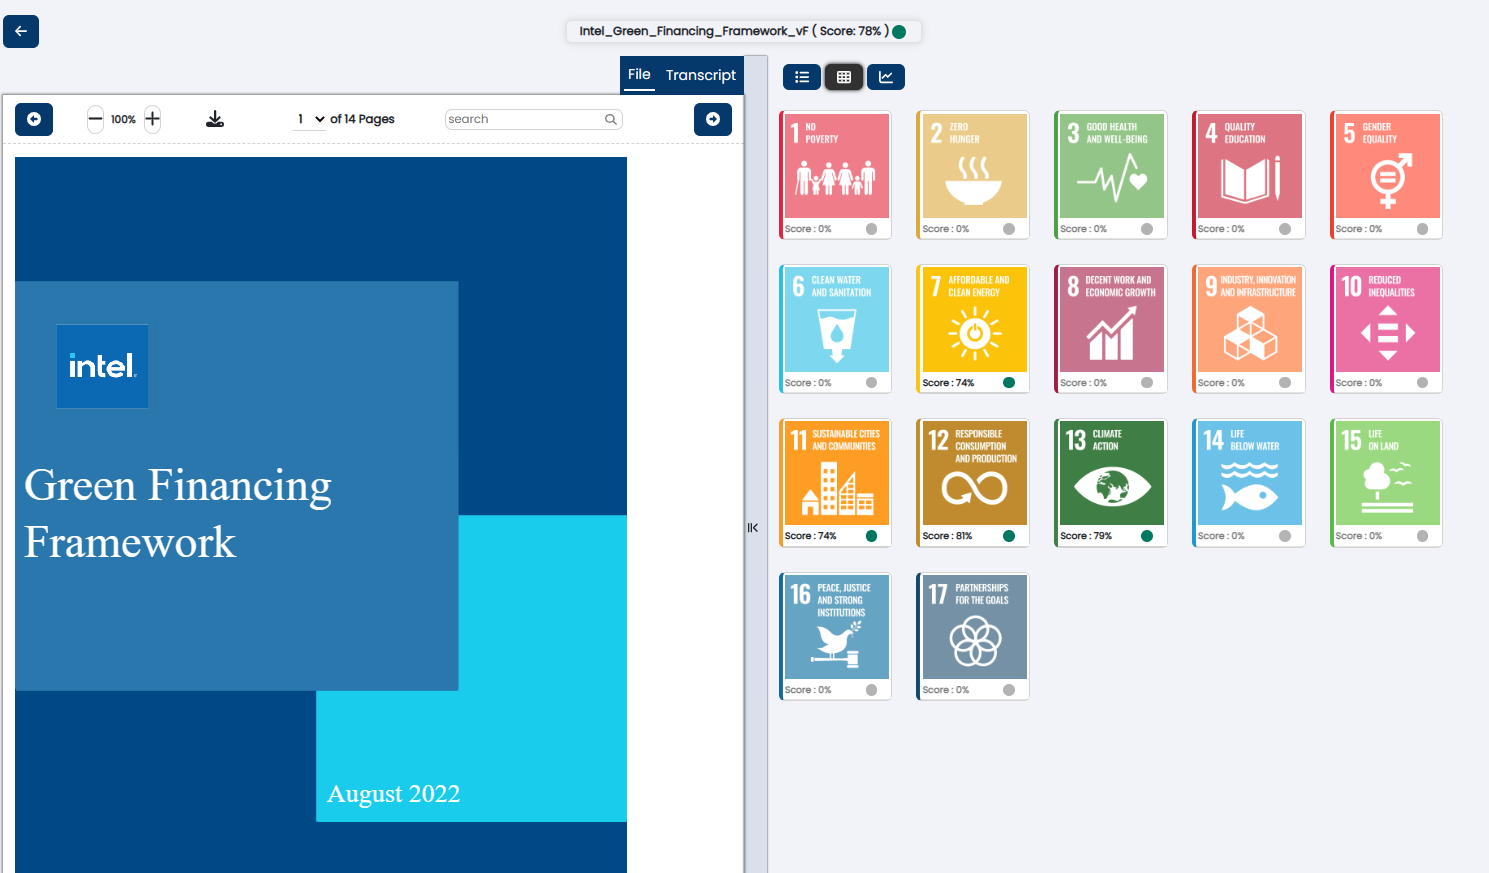 Intel_Green_Financing_Framework_vF ( Score: 78% )
File Transcript
100%
1 of 14 Pages
search
intel.
Green Financing
Framework
August 2022
1 NO
POVERTY
Score : 0%
2 ZERO
HUNGER
Score : 0%
3 GOOD HEALTH
AND WELL-BEING
Score : 0%
4 QUALITY
EDUCATION
Score : 0%
5 GENDER
EQUALITY
Score : 0%
6 CLEAN WATER
AND SANITATION
Score : 0%
7 AFFORDABLE AND
CLEAN ENERGY
Score : 74%
8 DECENT WORK AND
ECONOMIC GROWTH
Score : 0%
9 INDUSTRY, INNOVATION
AND INFRASTRUCTURE
Score : 0%
10 REDUCED
INEQUALITIES
Score : 0%
11 SUSTAINABLE CITIES
AND COMMUNITIES
Score : 74%
12 RESPONSIBLE
CONSUMPTION
AND PRODUCTION
Score : 81%
13 CLIMATE
ACTION
Score : 79%
14 LIFE
BELOW WATER
Score : 0%
15 LIFE
ON LAND
Score : 0%
16 PEACE, JUSTICE
AND STRONG
INSTITUTIONS
Score : 0%
17 PARTNERSHIPS
FOR THE GOALS
Score : 0%